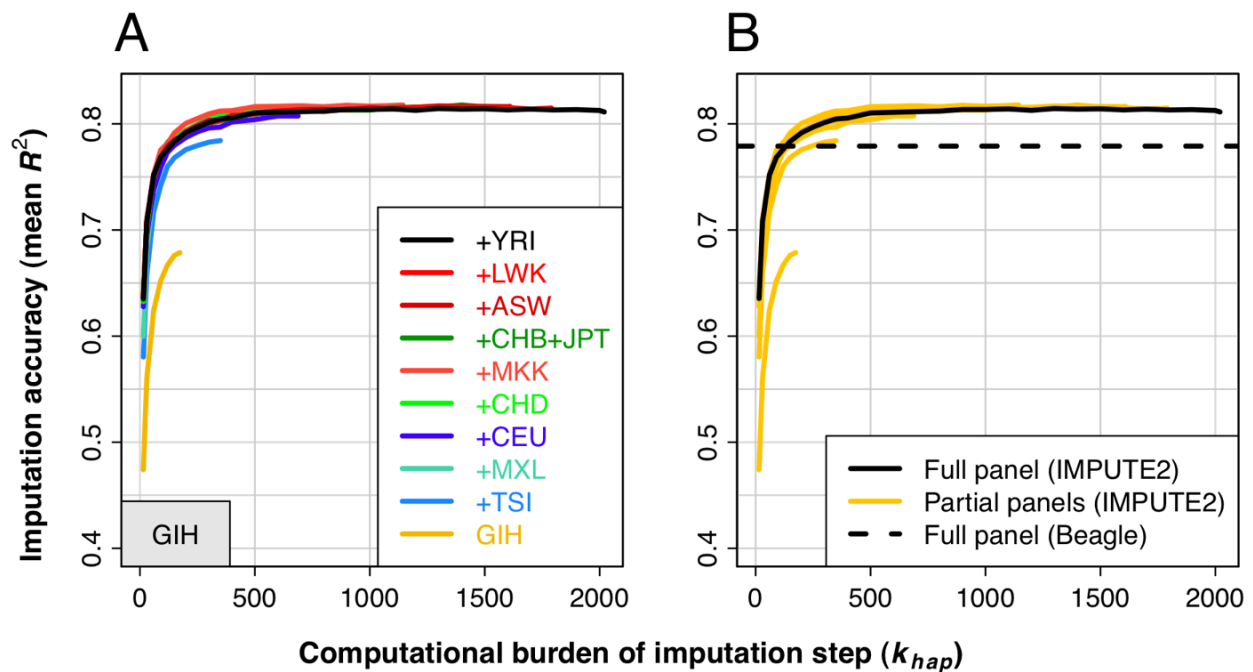 A
B
Imputation accuracy (mean R²)
0.8
0.7
0.6
0.5
0.4
+YRI
+LWK
+ASW
+CHB+JPT
+MKK
+CHD
+CEU
+MXL
+TSI
GIH
GIH
0 500 1000 1500 2000
0.8
0.7
0.6
0.5
0.4
Full panel (IMPUTE2)
Partial panels (IMPUTE2)
Full panel (Beagle)
0 500 1000 1500 2000
Computational burden of imputation step (k_hap)